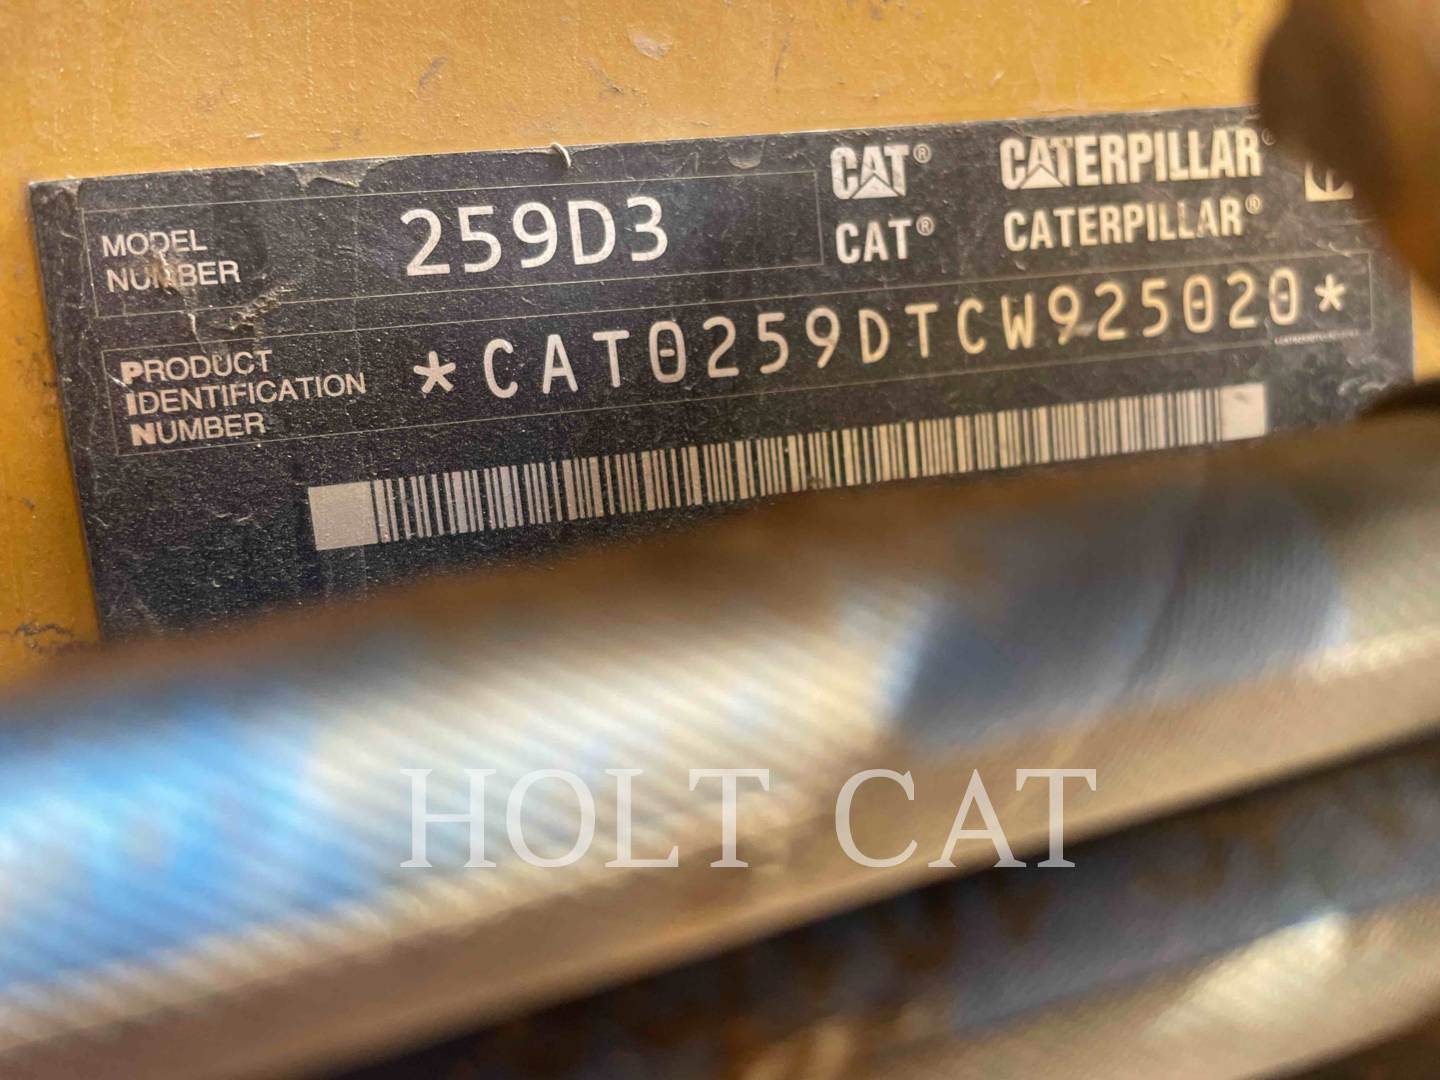 MODEL
NUMBER
259D3
CAT® CATERPILLAR®
CAT® CATERPILLAR®
PRODUCT
IDENTIFICATION
NUMBER
*CAT0259DTCW925020*
HOLT CAT